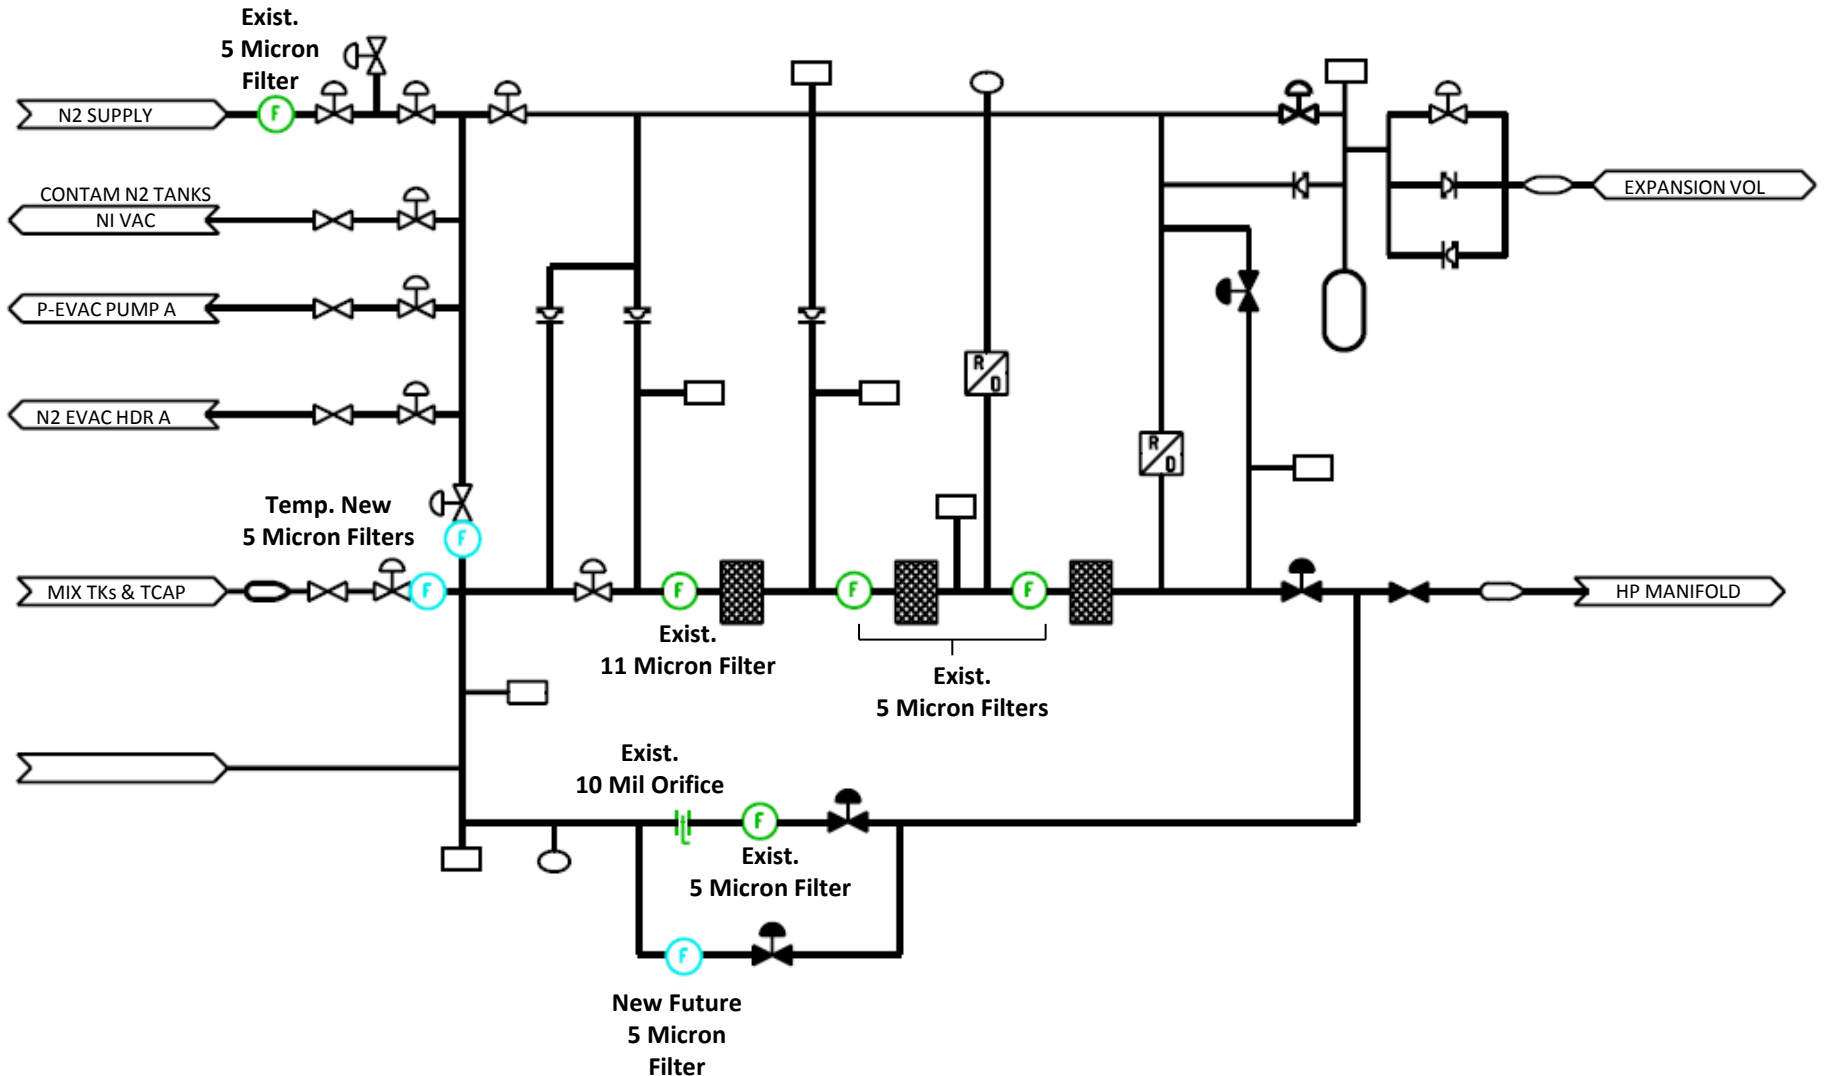 Exist.
5 Micron
Filter
F
N2 SUPPLY
CONTAM N2 TANKS
NI VAC
EXPANSION VOL
P-EVAC PUMP A
N2 EVAC HDR A
R
D
R
D
Temp. New
5 Micron Filters
F
MIX TKs & TCAP
F
F
F
F
HP MANIFOLD
Exist.
11 Micron Filter
Exist.
5 Micron Filters
Exist.
10 Mil Orifice
F
Exist.
5 Micron Filter
F
New Future
5 Micron
Filter